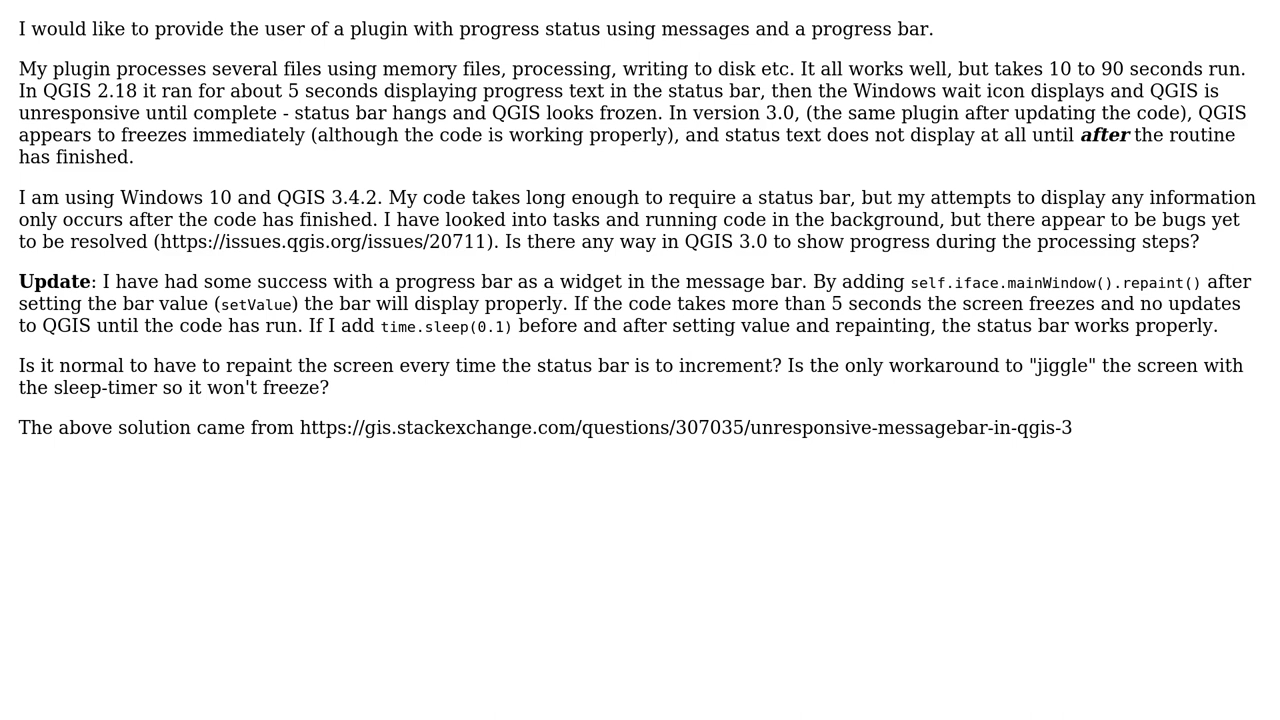 I would like to provide the user of a plugin with progress status using messages and a progress bar.
My plugin processes several files using memory files, processing, writing to disk etc. It all works well, but takes 10 to 90 seconds run.
In QGIS 2.18 it ran for about 5 seconds displaying progress text in the status bar, then the Windows wait icon displays and QGIS is
unresponsive until complete - status bar hangs and QGIS looks frozen. In version 3.0, (the same plugin after updating the code), QGIS
appears to freezes immediately (although the code is working properly), and status text does not display at all until after the routine
has finished.
I am using Windows 10 and QGIS 3.4.2. My code takes long enough to require a status bar, but my attempts to display any information
only occurs after the code has finished. I have looked into tasks and running code in the background, but there appear to be bugs yet
to be resolved (https://issues.qgis.org/issues/20711). Is there any way in QGIS 3.0 to show progress during the processing steps?
Update: I have had some success with a progress bar as a widget in the message bar. By adding self.iface.mainWindow().repaint() after
setting the bar value (setValue) the bar will display properly. If the code takes more than 5 seconds the screen freezes and no updates
to QGIS until the code has run. If I add time.sleep(0.1) before and after setting value and repainting, the status bar works properly.
Is it normal to have to repaint the screen every time the status bar is to increment? Is the only workaround to "jiggle" the screen with
the sleep-timer so it won't freeze?
The above solution came from https://gis.stackexchange.com/questions/307035/unresponsive-messagebar-in-qgis-3